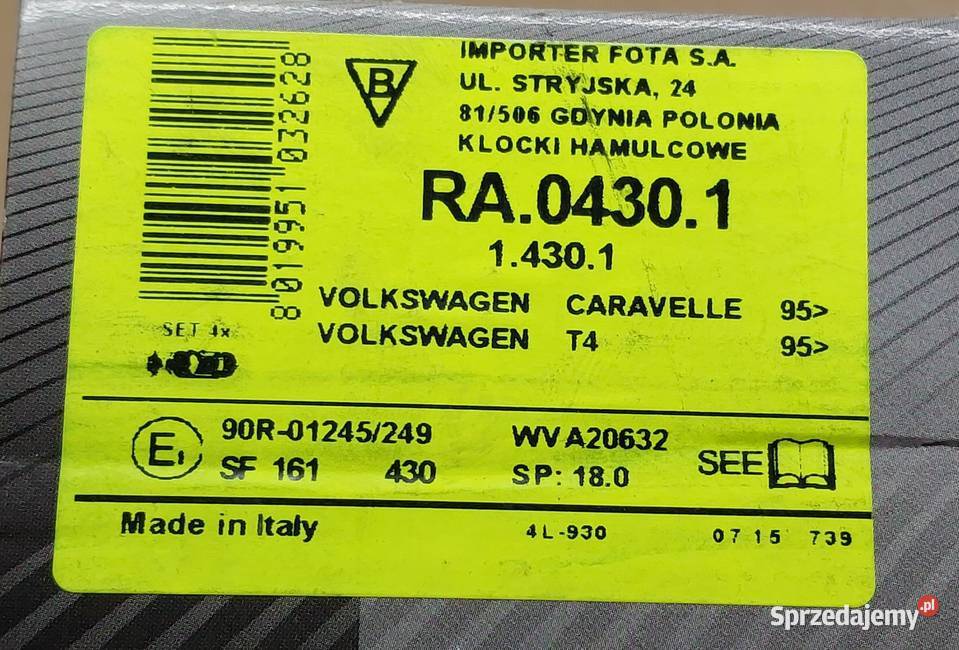 IMPORTER FOTA S.A.
UL. STRYJSKA, 24
81/506 GDYNIA POLONIA
KLOCKI HAMULCOWE
B
8019951032628
RA.0430.1
1.430.1
VOLKSWAGEN CARAVELLE 95>
VOLKSWAGEN T4 95>
SET 4x
E1 90R-01245/249 WVA20632
SF 161 430 SP: 18.0 SEE
Made in Italy 4L-930 0715 739
Sprzedajemy.pl